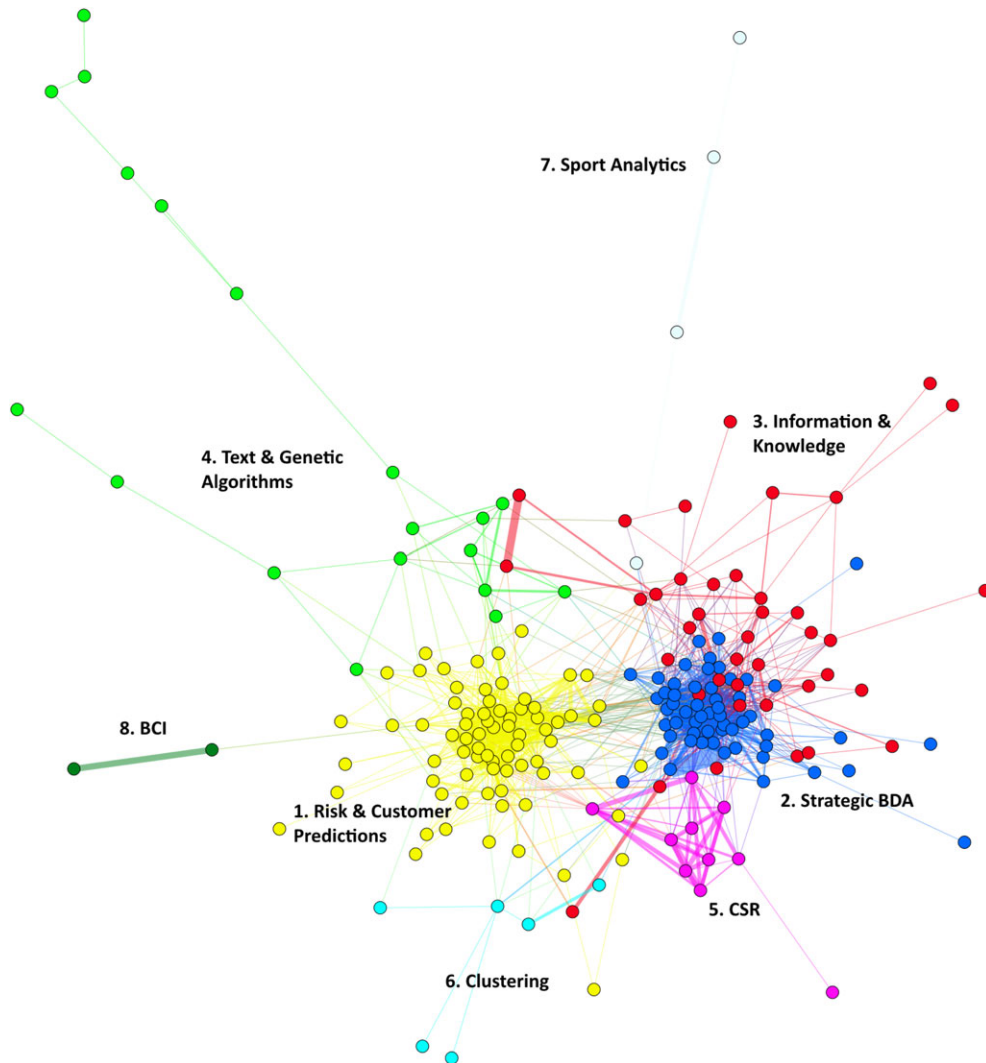 7. Sport Analytics
3. Information &
Knowledge
4. Text & Genetic
Algorithms
8. BCI
1. Risk & Customer
Predictions
2. Strategic BDA
5. CSR
6. Clustering